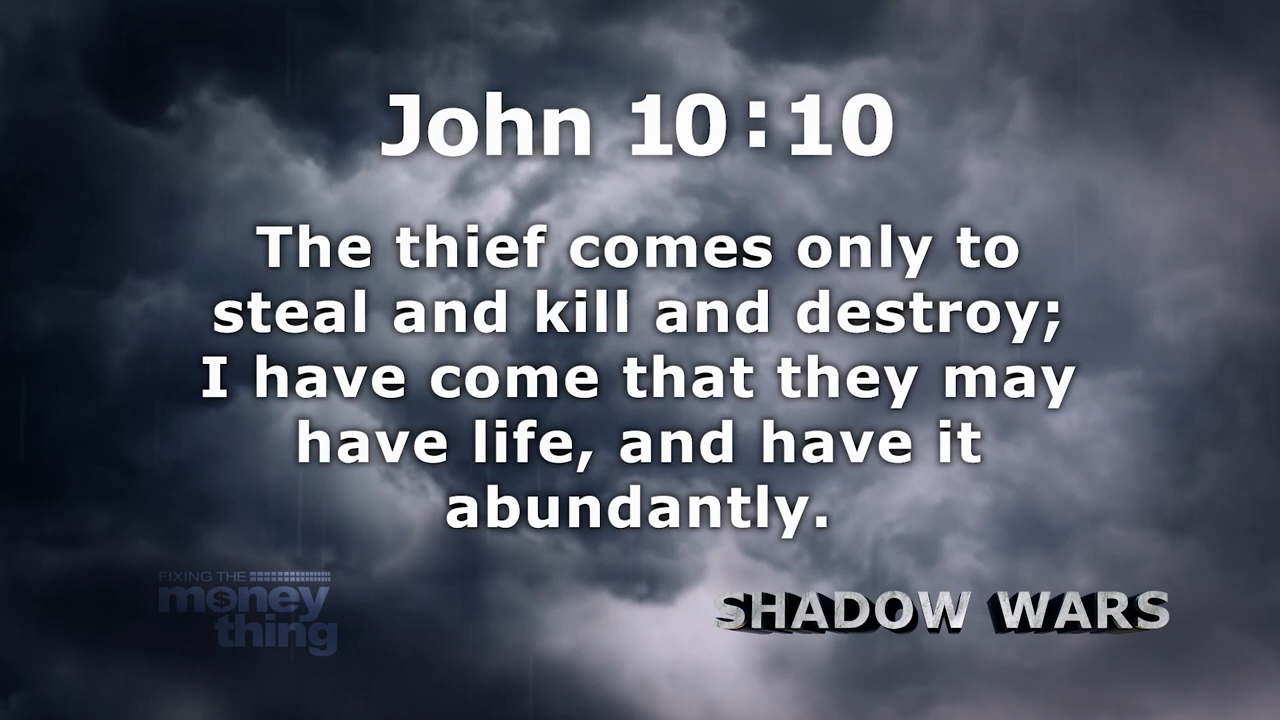 John 10:10
The thief comes only to
steal and kill and destroy;
I have come that they may
have life, and have it
abundantly.
FIXING THE
money
thing
SHADOW WARS